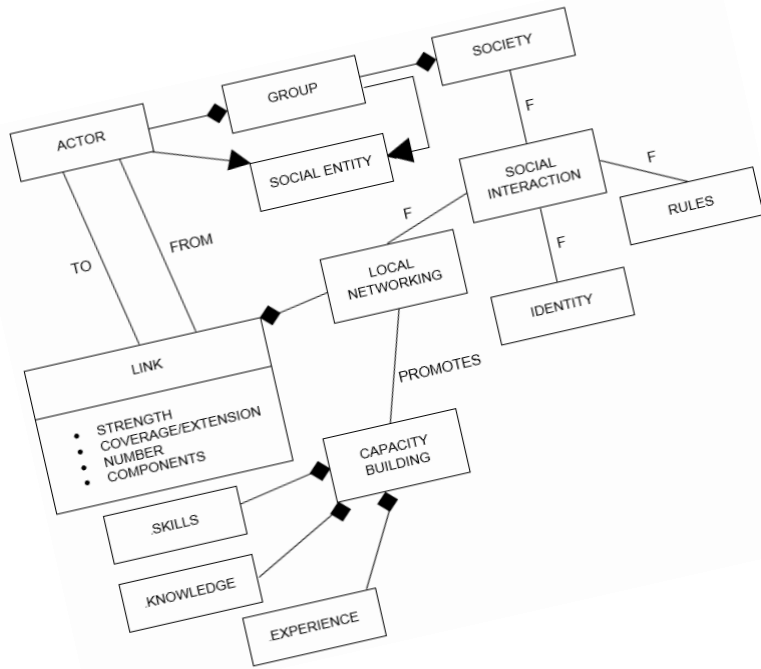 SOCIETY
GROUP
ACTOR
SOCIAL ENTITY
F
SOCIAL
INTERACTION
F
RULES
F
TO
FROM
F
LOCAL
NETWORKING
IDENTITY
LINK
PROMOTES
• STRENGTH
• COVERAGE/EXTENSION
• NUMBER
• COMPONENTS
CAPACITY
BUILDING
.SKILLS
.KNOWLEDGE
.EXPERIENCE